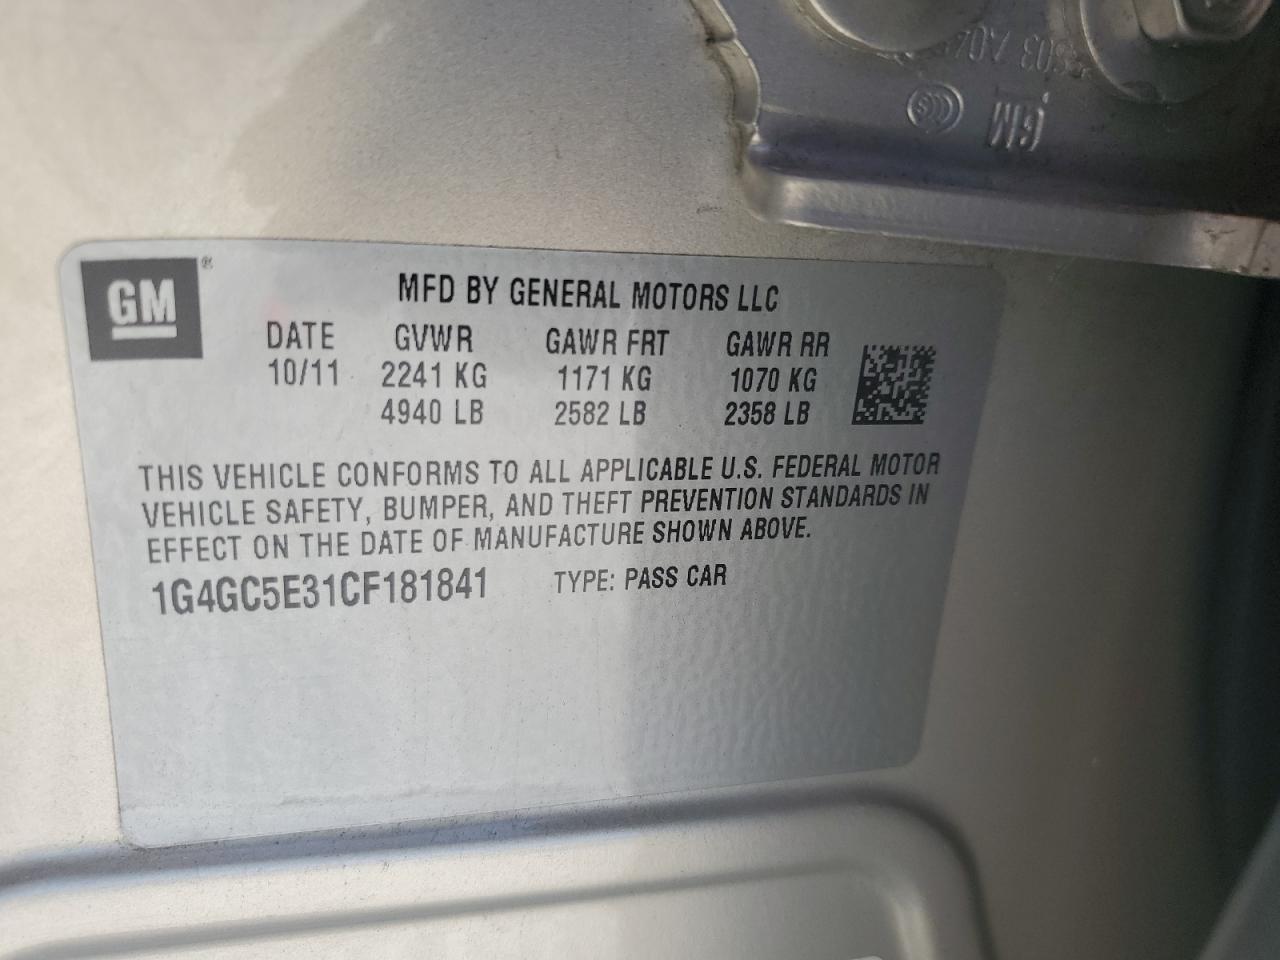 GM
GM ®
MFD BY GENERAL MOTORS LLC
DATE GVWR GAWR FRT GAWR RR
10/11 2241 KG 1171 KG 1070 KG
4940 LB 2582 LB 2358 LB
THIS VEHICLE CONFORMS TO ALL APPLICABLE U.S. FEDERAL MOTOR
VEHICLE SAFETY, BUMPER, AND THEFT PREVENTION STANDARDS IN
EFFECT ON THE DATE OF MANUFACTURE SHOWN ABOVE.
1G4GC5E31CF181841 TYPE: PASS CAR